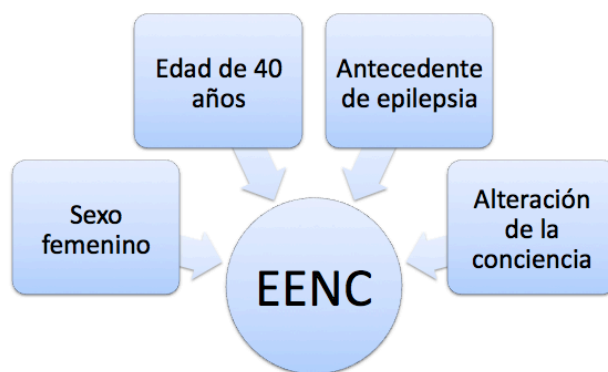 Edad de 40
años
Antecedente
de epilepsia
Sexo
femenino
Alteración
de la
conciencia
EENC